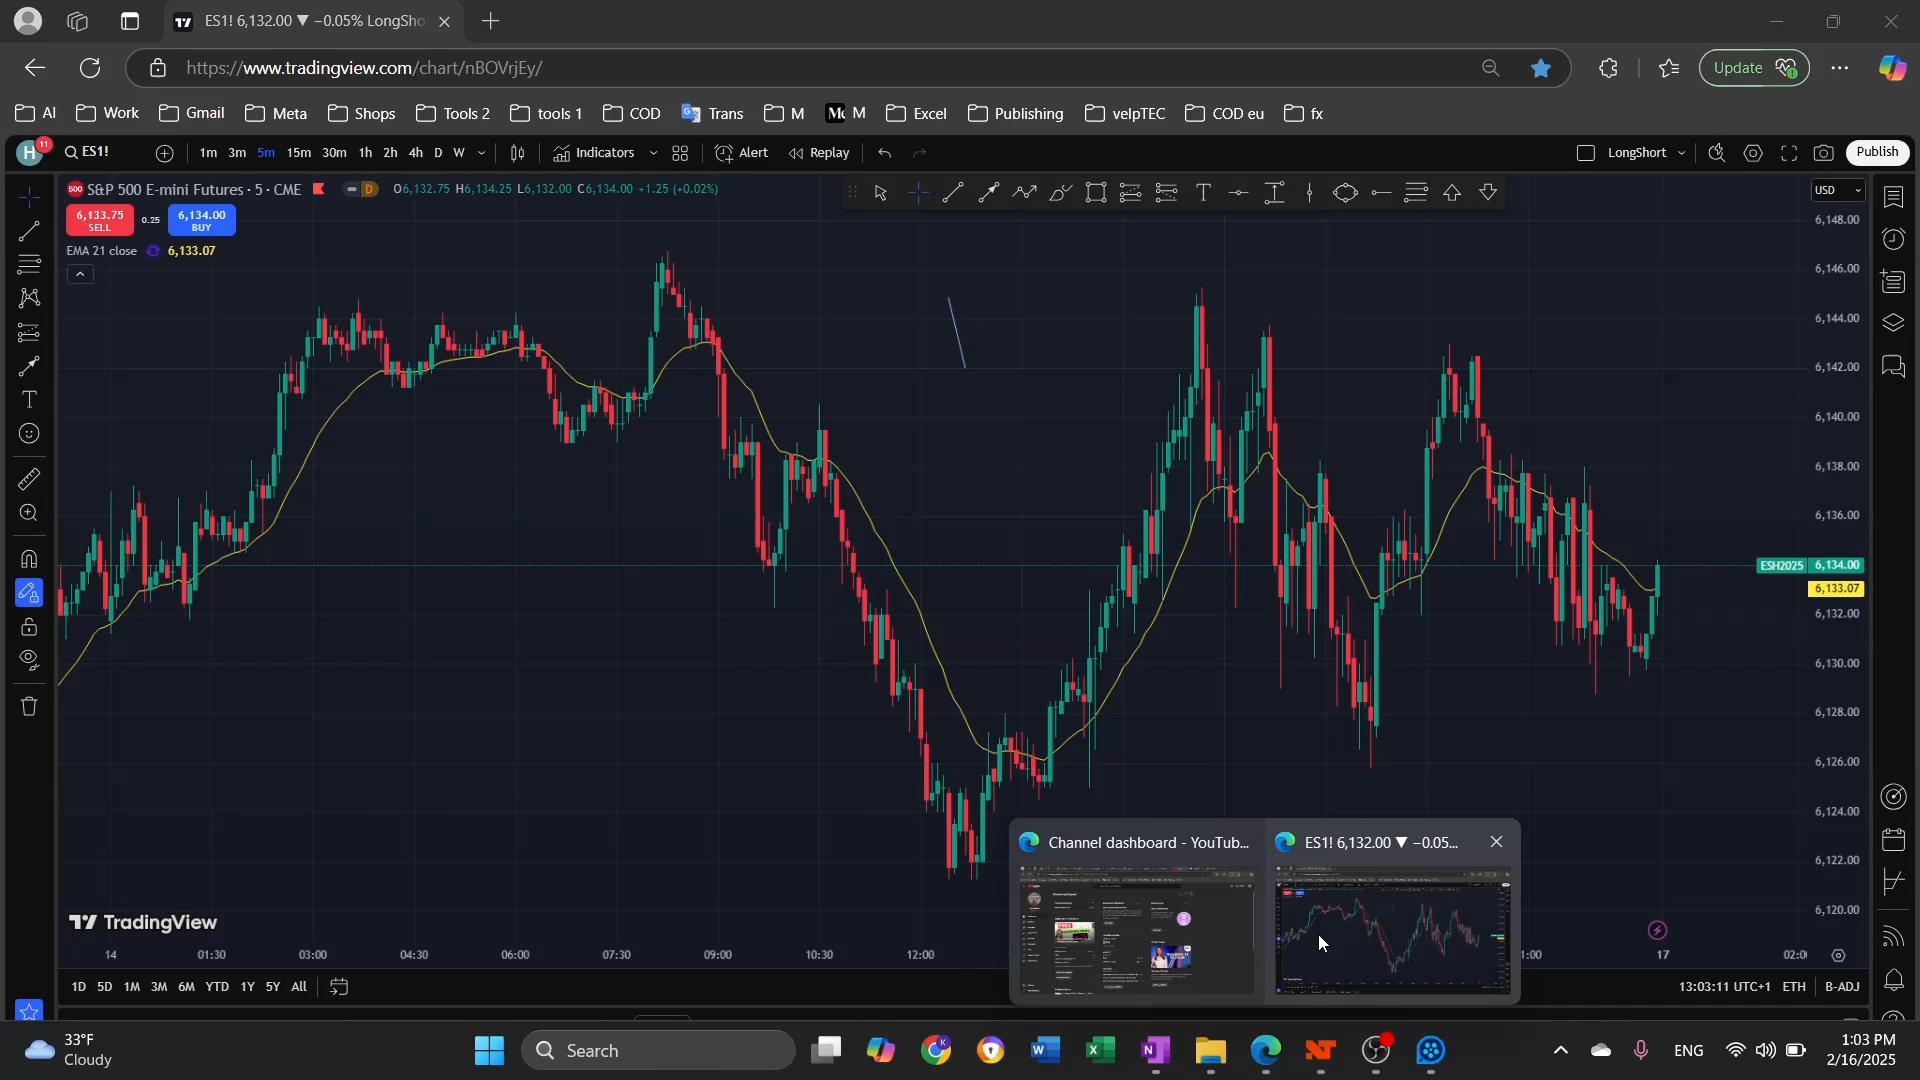 ES1! 6,132.00 ▼ −0.05% LongSho
https://www.tradingview.com/chart/nBOVrjEy/
Update
AI Work Gmail Meta Shops Tools 2 tools 1 COD Trans M M Excel Publishing velpTEC COD eu fx
H 11 ES1! 1m 3m 5m 15m 30m 1h 2h 4h D W Indicators Alert Replay LongShort Publish
S&P 500 E-mini Futures · 5 · CME D O6,132.75 H6,134.25 L6,132.00 C6,134.00 +1.25 (+0.02%)
USD
6,133.75 SELL
0.25
6,134.00 BUY
EMA 21 close 6,133.07
6,148.00
6,146.00
6,144.00
6,142.00
6,140.00
6,138.00
6,136.00
ESH2025 6,134.00
6,133.07
6,132.00
6,130.00
6,128.00
6,126.00
6,124.00
6,122.00
6,120.00
Channel dashboard - YouTub...
ES1! 6,132.00 ▼ −0.05...
TradingView
14 01:30 03:00 04:30 06:00 07:30 09:00 10:30 12:00 1:00 17 02:0
1D 5D 1M 3M 6M YTD 1Y 5Y All
13:03:11 UTC+1 ETH B-ADJ
33°F
Cloudy
Search
ENG
1:03 PM
2/16/2025